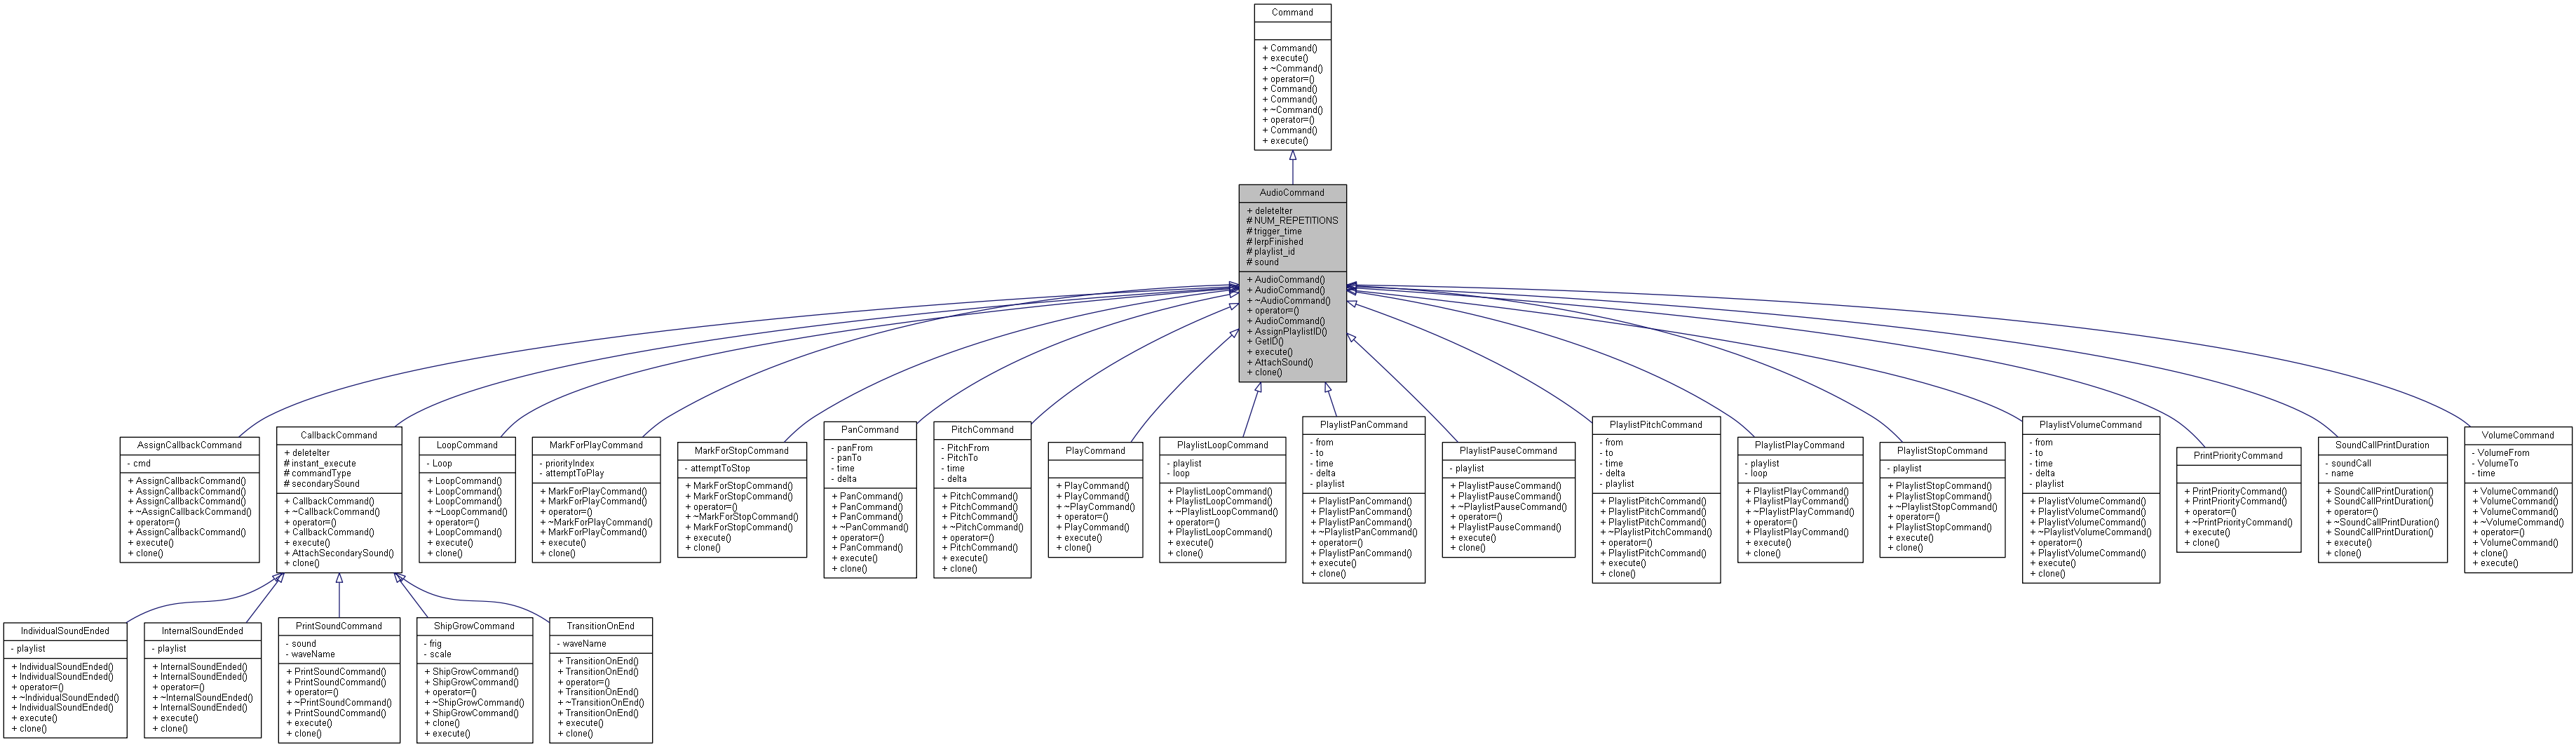 Command
+ Command()
+ execute()
+ ~Command()
+ operator=()
+ Command()
+ Command()
+ ~Command()
+ operator=()
+ Command()
+ execute()
AudioCommand
+ deleteIter
# NUM_REPETITIONS
# trigger_time
# lerpFinished
# playlist_id
# sound
+ AudioCommand()
+ AudioCommand()
+ ~AudioCommand()
+ operator=()
+ AudioCommand()
+ AssignPlaylistID()
+ GetID()
+ execute()
+ AttachSound()
+ clone()
AssignCallbackCommand
- cmd
+ AssignCallbackCommand()
+ AssignCallbackCommand()
+ AssignCallbackCommand()
+ ~AssignCallbackCommand()
+ operator=()
+ AssignCallbackCommand()
+ execute()
+ clone()
CallbackCommand
+ deleteIter
# instant_execute
# commandType
# secondarySound
+ CallbackCommand()
+ ~CallbackCommand()
+ operator=()
+ CallbackCommand()
+ execute()
+ AttachSecondarySound()
+ clone()
LoopCommand
- Loop
+ LoopCommand()
+ LoopCommand()
+ LoopCommand()
+ ~LoopCommand()
+ operator=()
+ LoopCommand()
+ execute()
+ clone()
MarkForPlayCommand
- priorityIndex
- attemptToPlay
+ MarkForPlayCommand()
+ MarkForPlayCommand()
+ operator=()
+ ~MarkForPlayCommand()
+ MarkForPlayCommand()
+ execute()
+ clone()
MarkForStopCommand
- attemptToStop
+ MarkForStopCommand()
+ MarkForStopCommand()
+ operator=()
+ ~MarkForStopCommand()
+ MarkForStopCommand()
+ execute()
+ clone()
PanCommand
- panFrom
- panTo
- time
- delta
+ PanCommand()
+ PanCommand()
+ PanCommand()
+ ~PanCommand()
+ operator=()
+ PanCommand()
+ execute()
+ clone()
PitchCommand
- PitchFrom
- PitchTo
- time
- delta
+ PitchCommand()
+ PitchCommand()
+ PitchCommand()
+ ~PitchCommand()
+ operator=()
+ PitchCommand()
+ execute()
+ clone()
PlayCommand
+ PlayCommand()
+ PlayCommand()
+ ~PlayCommand()
+ operator=()
+ PlayCommand()
+ execute()
+ clone()
PlaylistLoopCommand
- playlist
- loop
+ PlaylistLoopCommand()
+ PlaylistLoopCommand()
+ ~PlaylistLoopCommand()
+ operator=()
+ PlaylistLoopCommand()
+ execute()
+ clone()
PlaylistPanCommand
- from
- to
- time
- delta
- playlist
+ PlaylistPanCommand()
+ PlaylistPanCommand()
+ PlaylistPanCommand()
+ ~PlaylistPanCommand()
+ operator=()
+ PlaylistPanCommand()
+ execute()
+ clone()
PlaylistPauseCommand
- playlist
+ PlaylistPauseCommand()
+ PlaylistPauseCommand()
+ ~PlaylistPauseCommand()
+ operator=()
+ PlaylistPauseCommand()
+ execute()
+ clone()
PlaylistPitchCommand
- from
- to
- time
- delta
- playlist
+ PlaylistPitchCommand()
+ PlaylistPitchCommand()
+ PlaylistPitchCommand()
+ ~PlaylistPitchCommand()
+ operator=()
+ PlaylistPitchCommand()
+ execute()
+ clone()
PlaylistPlayCommand
- playlist
- loop
+ PlaylistPlayCommand()
+ PlaylistPlayCommand()
+ ~PlaylistPlayCommand()
+ operator=()
+ PlaylistPlayCommand()
+ execute()
+ clone()
PlaylistStopCommand
- playlist
+ PlaylistStopCommand()
+ PlaylistStopCommand()
+ ~PlaylistStopCommand()
+ operator=()
+ PlaylistStopCommand()
+ execute()
+ clone()
PlaylistVolumeCommand
- from
- to
- time
- delta
- playlist
+ PlaylistVolumeCommand()
+ PlaylistVolumeCommand()
+ PlaylistVolumeCommand()
+ ~PlaylistVolumeCommand()
+ operator=()
+ PlaylistVolumeCommand()
+ execute()
+ clone()
PrintPriorityCommand
+ PrintPriorityCommand()
+ PrintPriorityCommand()
+ operator=()
+ ~PrintPriorityCommand()
+ execute()
+ clone()
SoundCallPrintDuration
- soundCall
- name
+ SoundCallPrintDuration()
+ SoundCallPrintDuration()
+ operator=()
+ ~SoundCallPrintDuration()
+ SoundCallPrintDuration()
+ execute()
+ clone()
VolumeCommand
- VolumeFrom
- VolumeTo
- time
+ VolumeCommand()
+ VolumeCommand()
+ VolumeCommand()
+ ~VolumeCommand()
+ operator=()
+ VolumeCommand()
+ clone()
+ execute()
IndividualSoundEnded
- playlist
+ IndividualSoundEnded()
+ IndividualSoundEnded()
+ operator=()
+ ~IndividualSoundEnded()
+ IndividualSoundEnded()
+ execute()
+ clone()
InternalSoundEnded
- playlist
+ InternalSoundEnded()
+ InternalSoundEnded()
+ operator=()
+ ~InternalSoundEnded()
+ InternalSoundEnded()
+ execute()
+ clone()
PrintSoundCommand
- sound
- waveName
+ PrintSoundCommand()
+ PrintSoundCommand()
+ operator=()
+ ~PrintSoundCommand()
+ PrintSoundCommand()
+ execute()
+ clone()
ShipGrowCommand
- frig
- scale
+ ShipGrowCommand()
+ ShipGrowCommand()
+ operator=()
+ ~ShipGrowCommand()
+ ShipGrowCommand()
+ clone()
+ execute()
TransitionOnEnd
- waveName
+ TransitionOnEnd()
+ TransitionOnEnd()
+ operator=()
+ TransitionOnEnd()
+ ~TransitionOnEnd()
+ TransitionOnEnd()
+ execute()
+ clone()